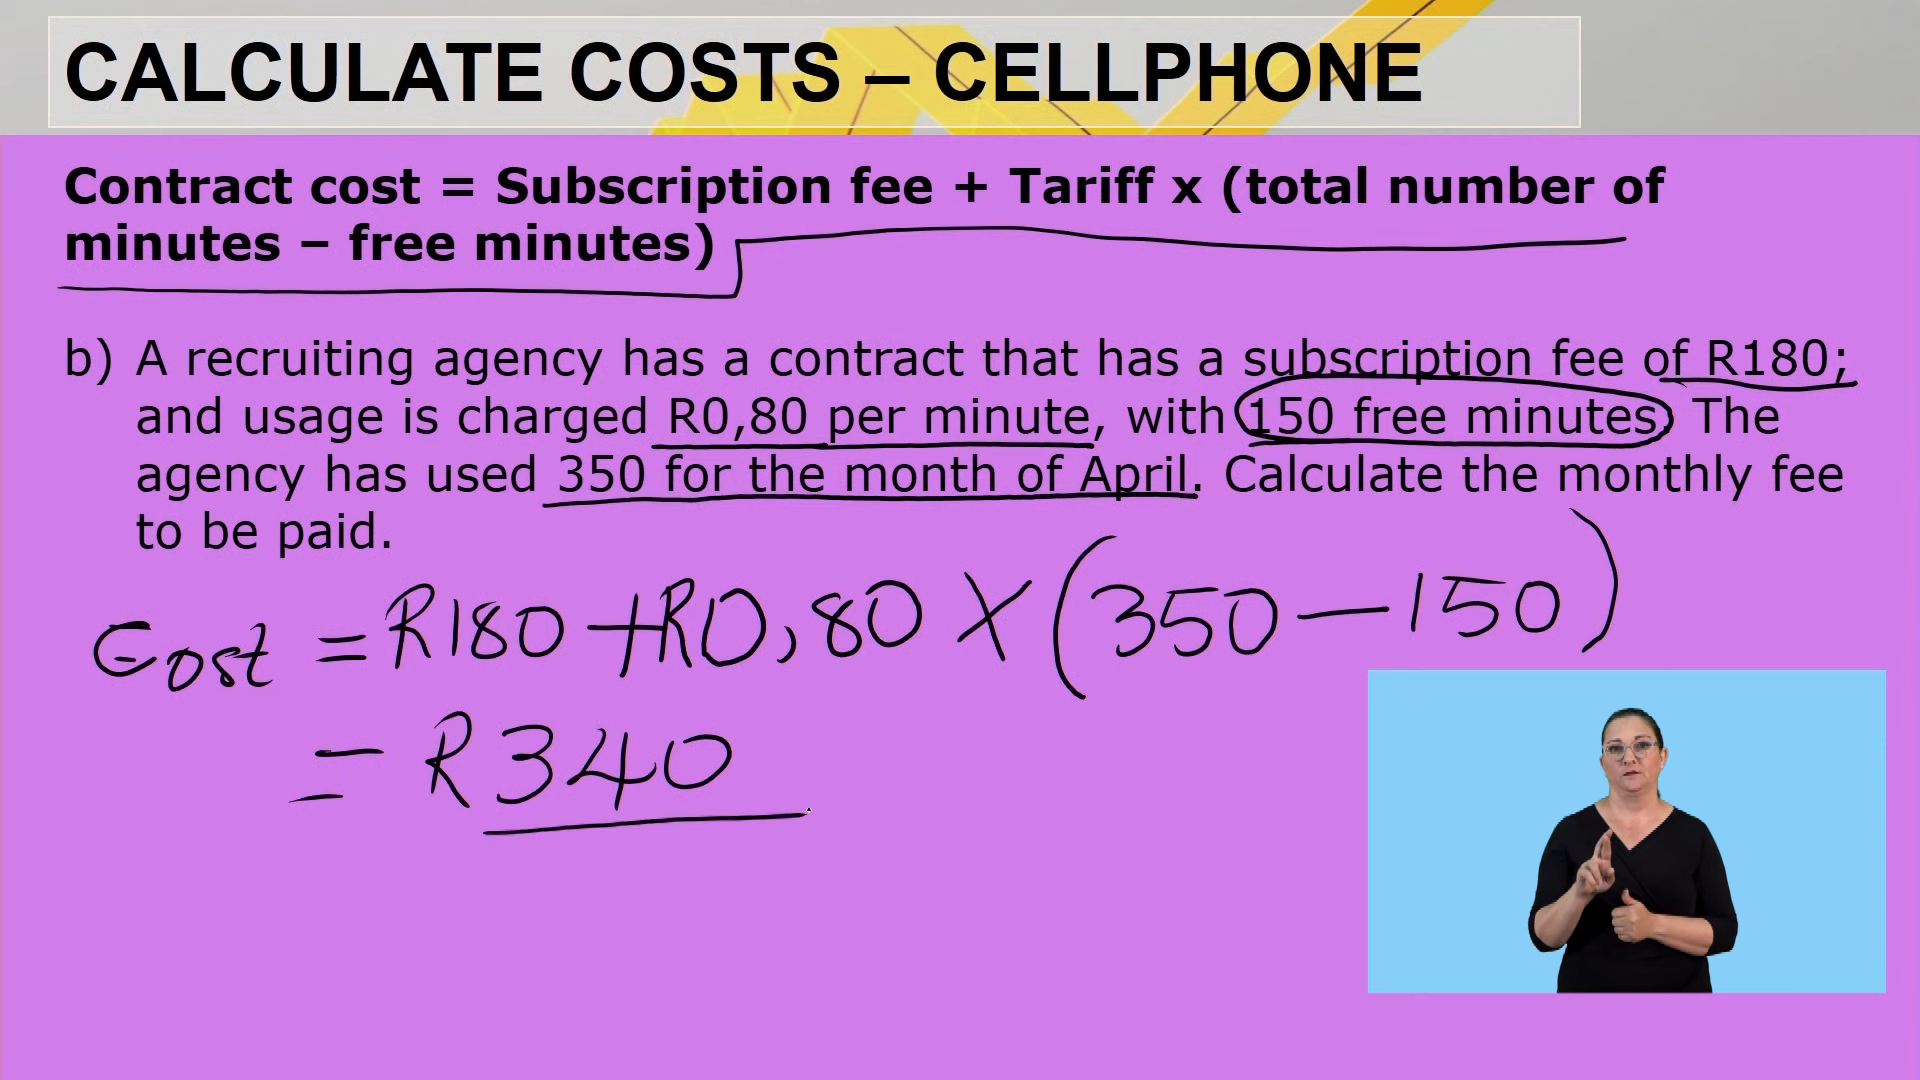 CALCULATE COSTS – CELLPHONE
Contract cost = Subscription fee + Tariff x (total number of
minutes – free minutes)
b) A recruiting agency has a contract that has a subscription fee of R180;
and usage is charged R0,80 per minute, with 150 free minutes. The
agency has used 350 for the month of April. Calculate the monthly fee
to be paid.
Cost = R180 + R0,80 X (350 – 150)
= R340